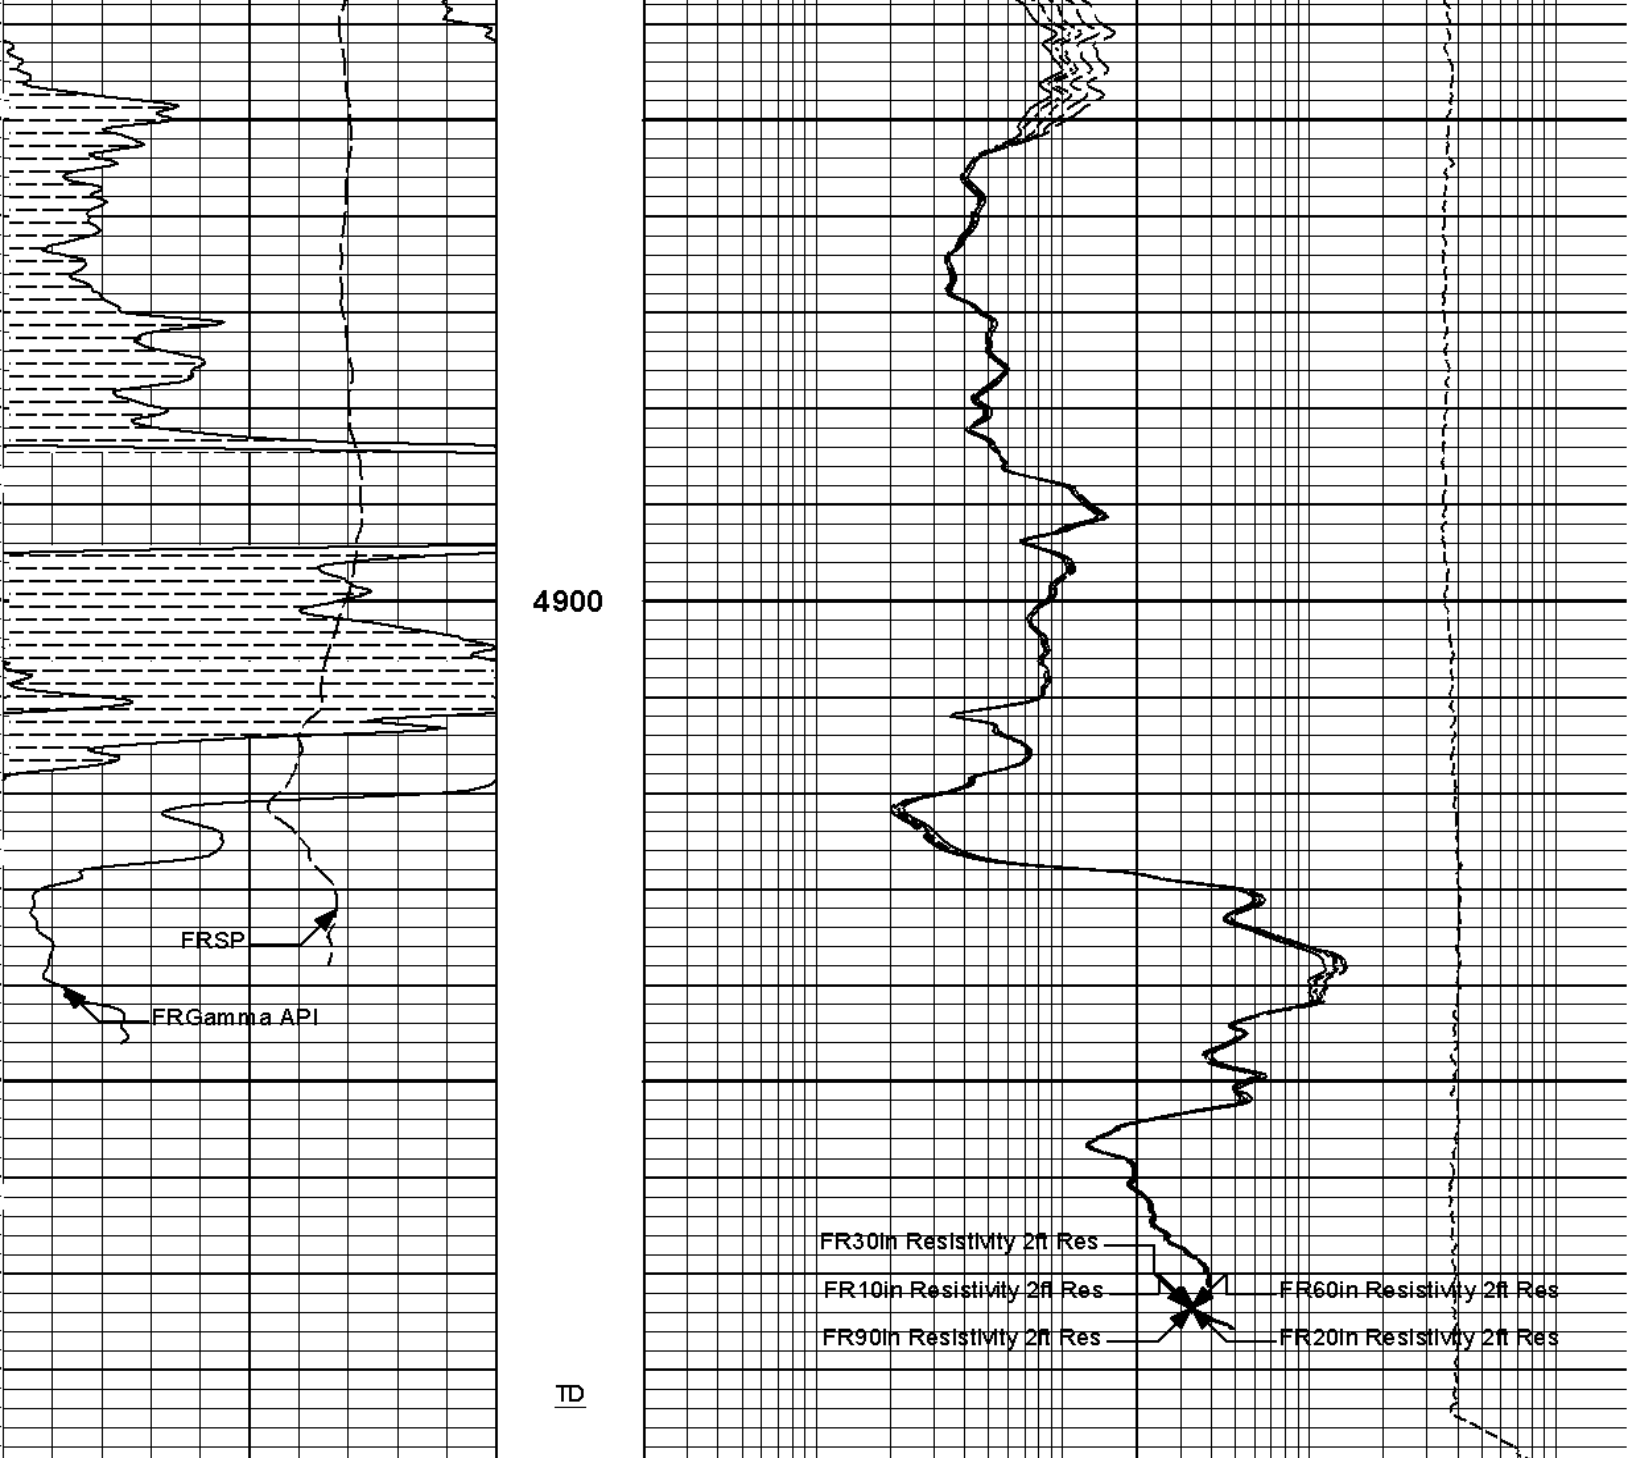 4900
FRSP
FRGamma API
FR30in Resistivity 2ft Res
FR10in Resistivity 2ft Res
FR60in Resistivity 2ft Res
FR90in Resistivity 2ft Res
FR20in Resistivity 2ft Res
TD